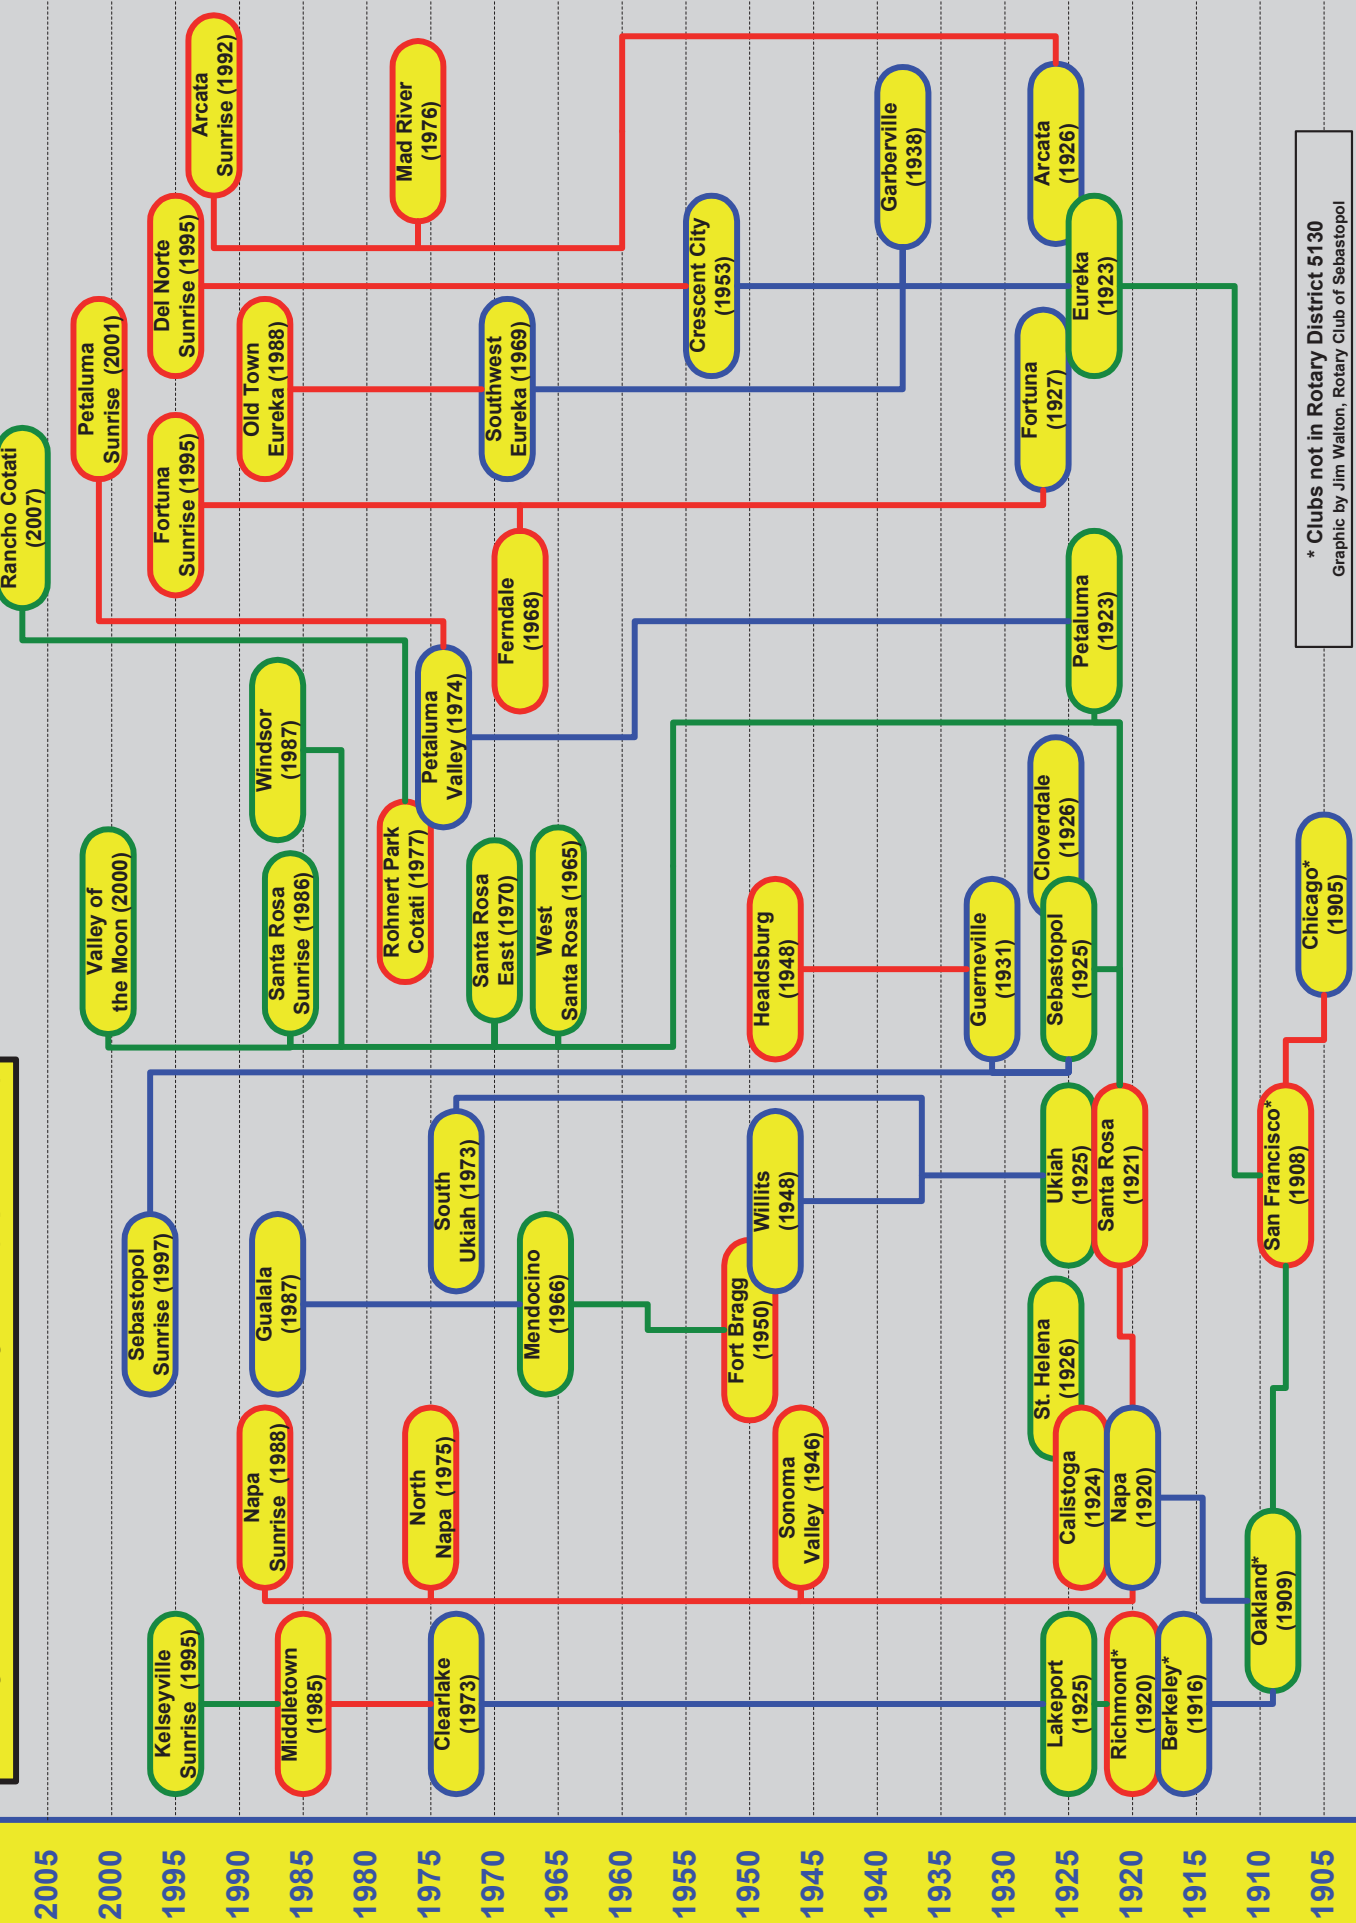 Rancho Cotati
(2007)
Petaluma
Sunrise (2001)
Valley of
the Moon (2000)
Sebastopol
Sunrise (1997)
Kelseyville
Sunrise (1995)
Fortuna
Sunrise (1995)
Del Norte
Sunrise (1995)
Arcata
Sunrise (1992)
Napa
Sunrise (1988)
Old Town
Eureka (1988)
Gualala
(1987)
Windsor
(1987)
Santa Rosa
Sunrise (1986)
Middletown
(1985)
Rohnert Park
Cotati (1977)
Mad River
(1976)
North
Napa (1975)
Petaluma
Valley (1974)
Clearlake
(1973)
South
Ukiah (1973)
Santa Rosa
East (1970)
Southwest
Eureka (1969)
Ferndale
(1968)
Mendocino
(1966)
West
Santa Rosa (1965)
Crescent City
(1953)
Fort Bragg
(1950)
Willits
(1948)
Healdsburg
(1948)
Sonoma
Valley (1946)
Garberville
(1938)
Guerneville
(1931)
Fortuna
(1927)
St. Helena
(1926)
Cloverdale
(1926)
Arcata
(1926)
Lakeport
(1925)
Ukiah
(1925)
Sebastopol
(1925)
Calistoga
(1924)
Petaluma
(1923)
Eureka
(1923)
Santa Rosa
(1921)
Richmond*
(1920)
Napa
(1920)
Berkeley*
(1916)
Oakland*
(1909)
San Francisco*
(1908)
Chicago*
(1905)
2005
2000
1995
1990
1985
1980
1975
1970
1965
1960
1955
1950
1945
1940
1935
1930
1925
1920
1915
1910
1905
* Clubs not in Rotary District 5130
Graphic by Jim Walton, Rotary Club of Sebastopol